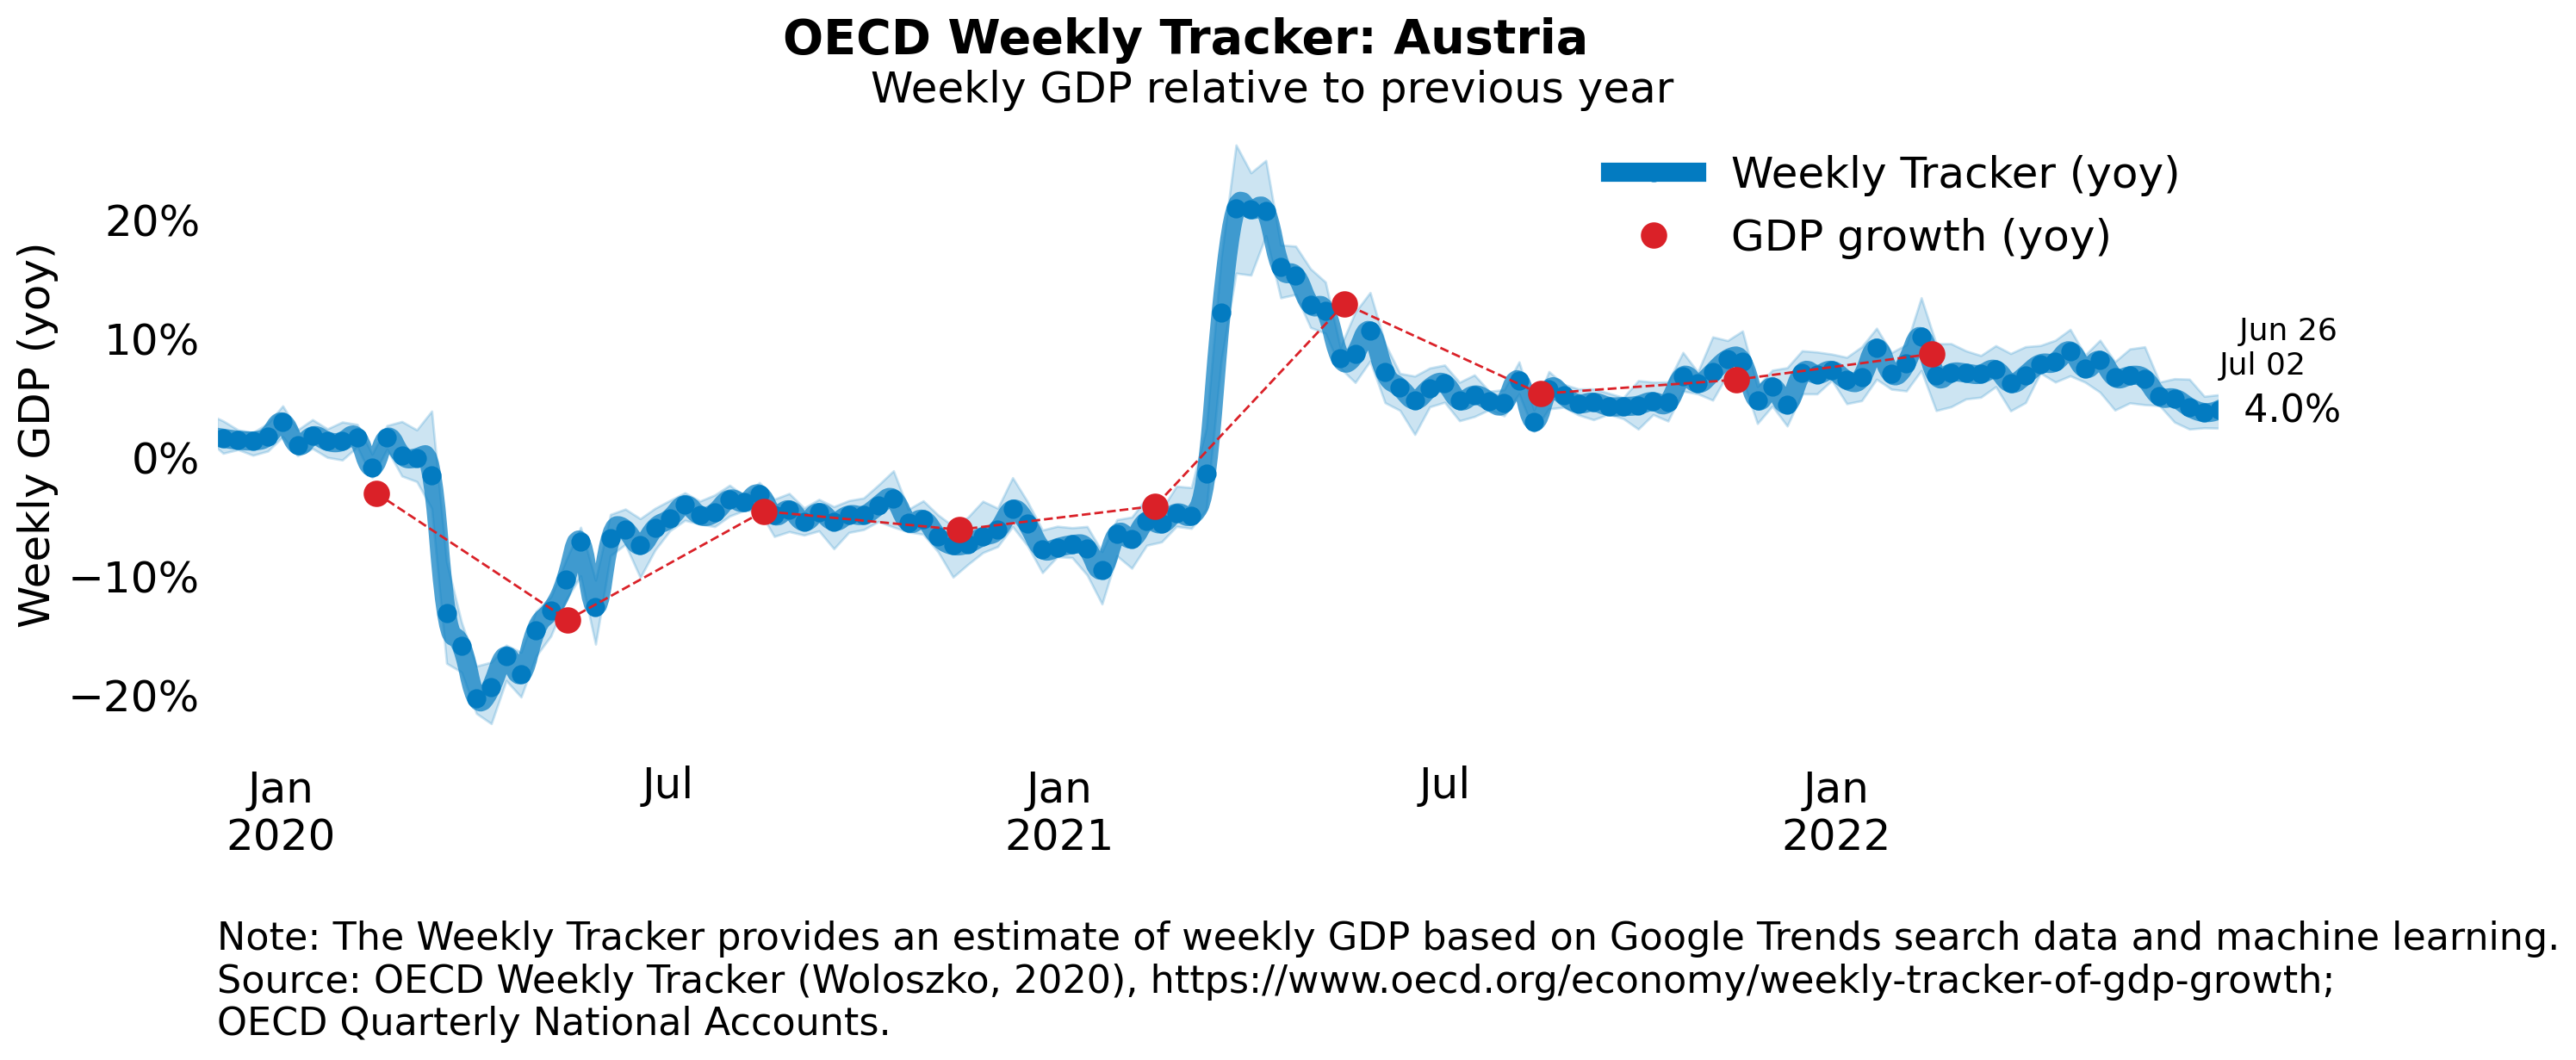 OECD Weekly Tracker: Austria
Weekly GDP relative to previous year
Weekly Tracker (yoy)
GDP growth (yoy)
Weekly GDP (yoy)
20%
10%
0%
−10%
−20%
Jun 26
Jul 02
4.0%
Jan
2020
Jul
Jan
2021
Jul
Jan
2022
Note: The Weekly Tracker provides an estimate of weekly GDP based on Google Trends search data and machine learning.
Source: OECD Weekly Tracker (Woloszko, 2020), https://www.oecd.org/economy/weekly-tracker-of-gdp-growth;
OECD Quarterly National Accounts.